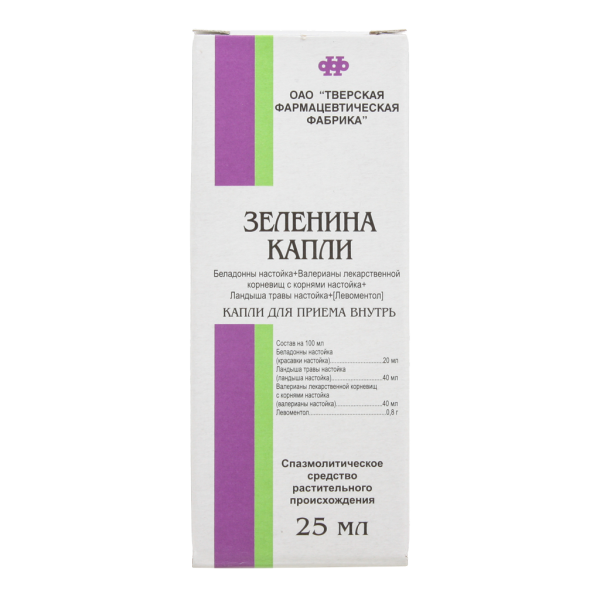 ОАО "ТВЕРСКАЯ
ФАРМАЦЕВТИЧЕСКАЯ
ФАБРИКА"
ЗЕЛЕНИНА
КАПЛИ
Беладонны настойка+Валерианы лекарственной
корневищ с корнями настойка+
Ландыша травы настойка+[Левоментол]
КАПЛИ ДЛЯ ПРИЕМА ВНУТРЬ
Состав на 100 мл
Беладонны настойка
(красавки настойка)........................20 мл
Ландыша травы настойка
(ландыша настойка)........................40 мл
Валерианы лекарственной корневищ
с корнями настойка
(валерианы настойка)......................40 мл
Левоментол....................................0,8 г
Спазмолитическое
средство
растительного
происхождения
25 мл